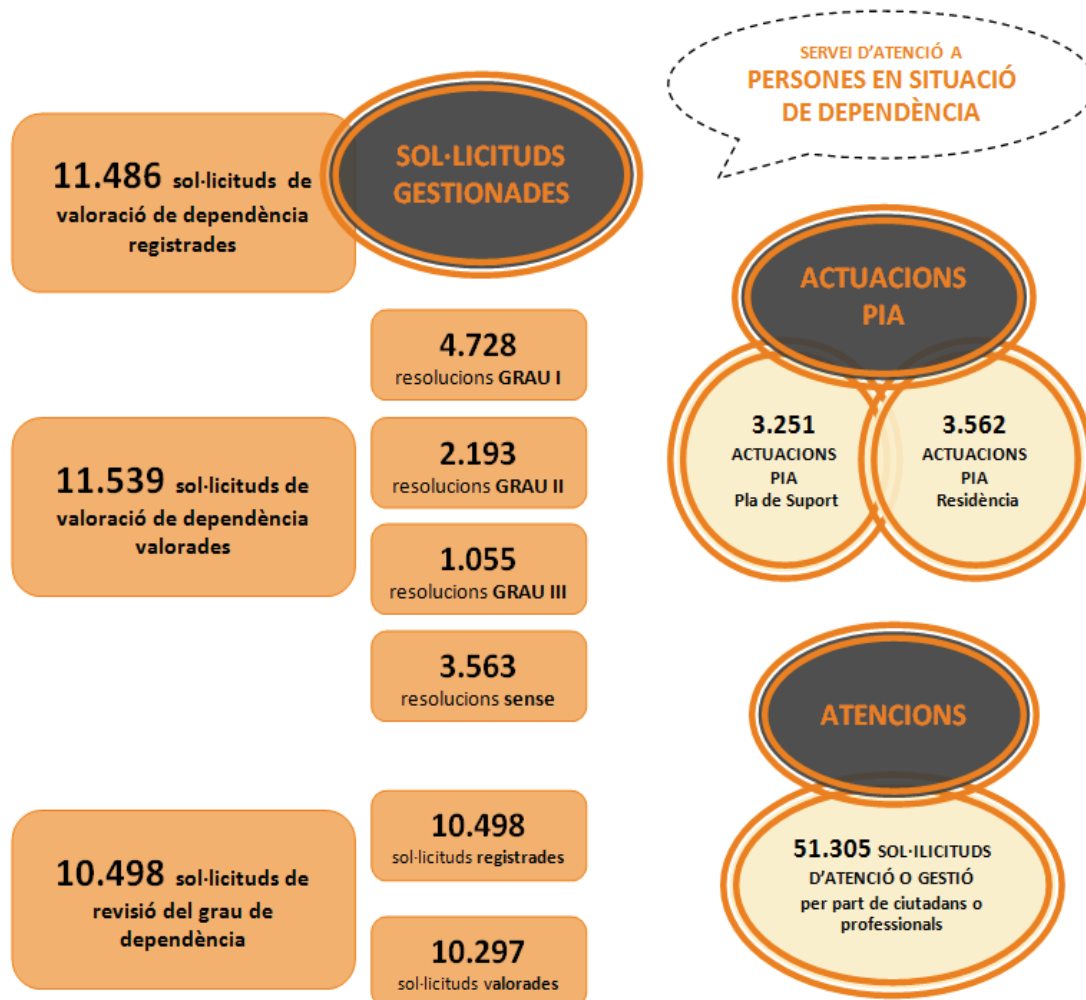 SERVEI D'ATENCIÓ A
PERSONES EN SITUACIÓ
DE DEPENDÈNCIA
SOL·LICITUDS
GESTIONADES
11.486 sol·licituds de
valoració de dependència
registrades
4.728
resolucions GRAU I
2.193
resolucions GRAU II
11.539 sol·licituds de
valoració de dependència
valorades
1.055
resolucions GRAU III
3.563
resolucions sense
10.498 sol·licituds de
revisió del grau de
dependència
10.498
sol·licituds registrades
10.297
sol·licituds valorades
ACTUACIONS
PIA
3.251
ACTUACIONS
PIA
Pla de Suport
3.562
ACTUACIONS
PIA
Residència
ATENCIONS
51.305 SOL·ILICITUDS
D'ATENCIÓ O GESTIÓ
per part de ciutadans o
professionals